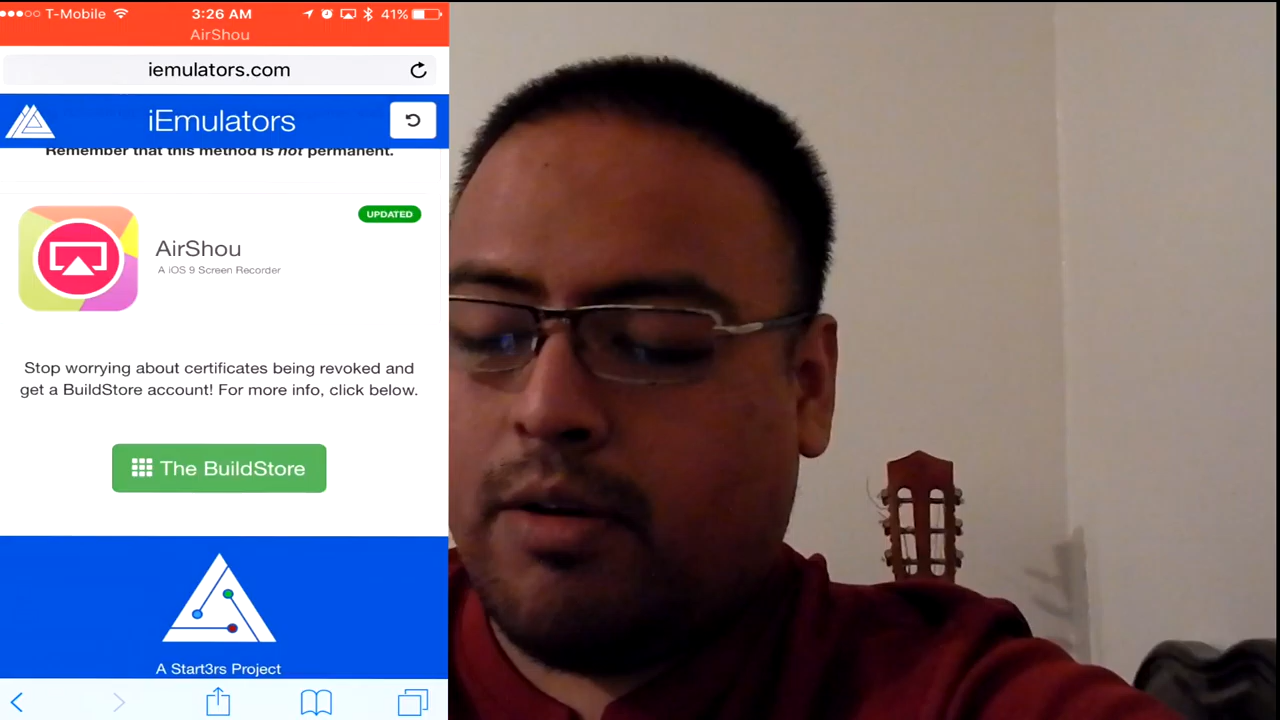 T-Mobile 3:26 AM 41%
AirShou
iemulators.com
iEmulators
Remember that this method is not permanent.
UPDATED
AirShou
A iOS 9 Screen Recorder
Stop worrying about certificates being revoked and
get a BuildStore account! For more info, click below.
The BuildStore
A Start3rs Project